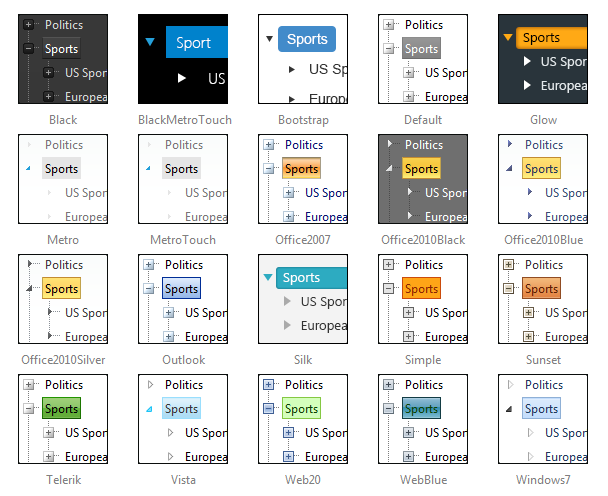 Politics
Sports
US Spor
Europea
Black
Sport
US
BlackMetroTouch
Sports
US Sp
Europe
Bootstrap
Politics
Sports
US Spor
Europea
Default
Sports
US Spor
Europea
Glow
Politics
Sports
US Spor
Europea
Metro
Politics
Sports
US Spor
Europea
MetroTouch
Politics
Sports
US Spor
Europea
Office2007
Politics
Sports
US Spor
Europea
Office2010Black
Politics
Sports
US Spor
Europea
Office2010Blue
Politics
Sports
US Spor
Europea
Office2010Silver
Politics
Sports
US Spor
Europea
Outlook
Sports
US Spor
Europea
Silk
Politics
Sports
US Spor
Europea
Simple
Politics
Sports
US Spor
Europea
Sunset
Politics
Sports
US Spor
Europea
Telerik
Politics
Sports
US Spor
Europea
Vista
Politics
Sports
US Spor
Europea
Web20
Politics
Sports
US Spor
Europea
WebBlue
Politics
Sports
US Spor
Europea
Windows7